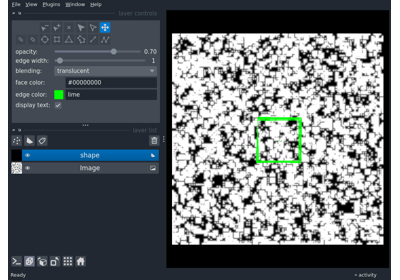 File View Plugins Window Help
layer controls
opacity: 0.70
edge width: 1
blending: translucent
face color: #00000000
edge color: lime
display text:
layer list
shape
Image
Ready
activity